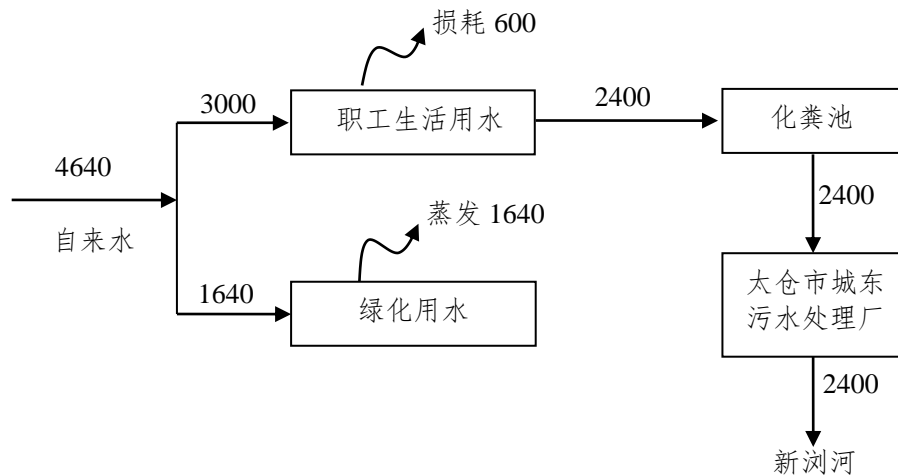 损耗 600
3000
职工生活用水
2400
化粪池
4640
自来水
2400
蒸发 1640
1640
绿化用水
太仓市城东
污水处理厂
2400
新浏河